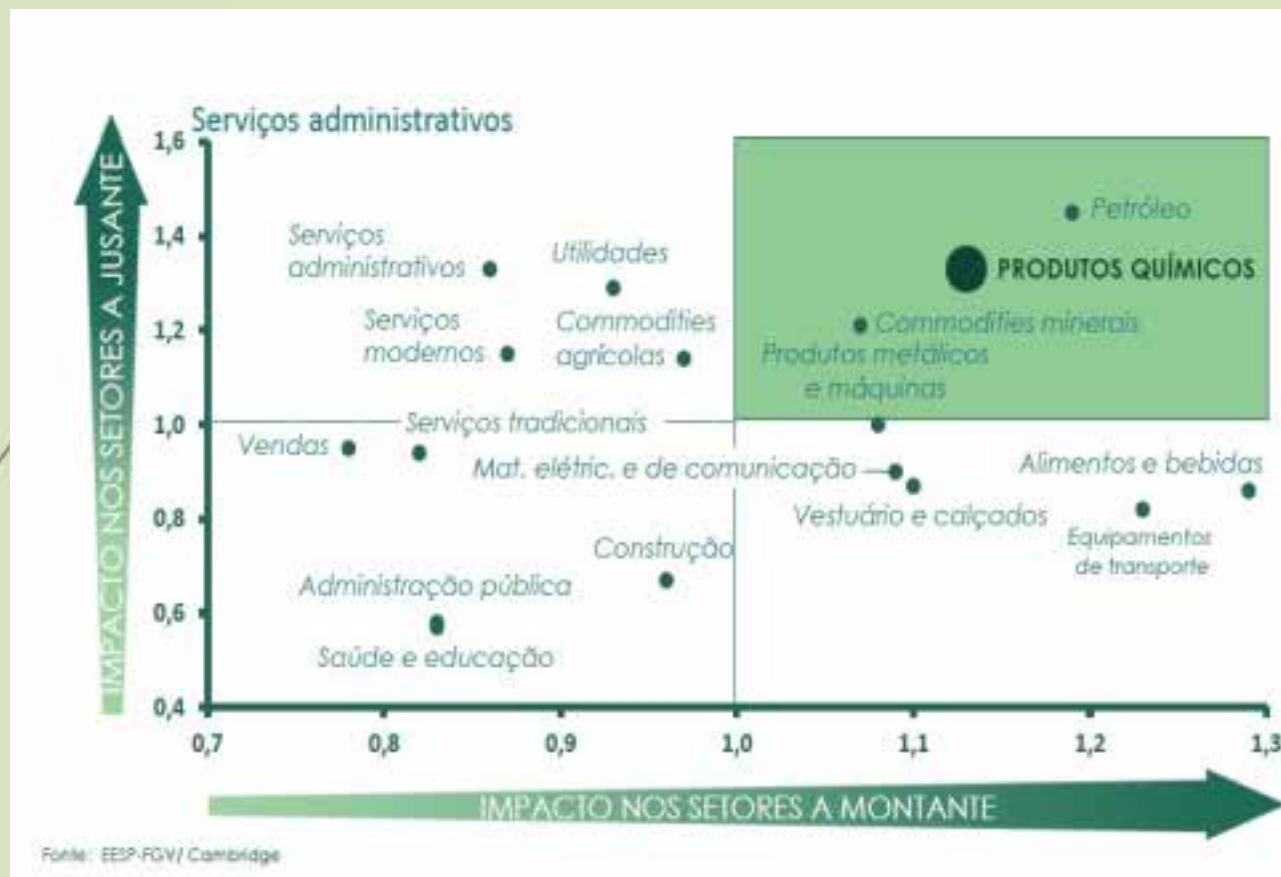 Serviços administrativos
IMPACTO NOS SETORES A JUSANTE
1,6
1,4
1,2
1,0
0,8
0,6
0,4
Petróleo
Serviços
administrativos
Utilidades
PRODUTOS QUÍMICOS
Serviços
modernos
Commodities
agrícolas
Commodities minerais
Produtos metálicos
e máquinas
Serviços tradicionais
Vendas
Mat. elétric. e de comunicação
Alimentos e bebidas
Vestuário e calçados
Equipamentos
de transporte
Construção
Administração pública
Saúde e educação
0,7
0,8
0,9
1,0
1,1
1,2
1,3
IMPACTO NOS SETORES A MONTANTE
Fonte: EESP-FGV/ Cambridge